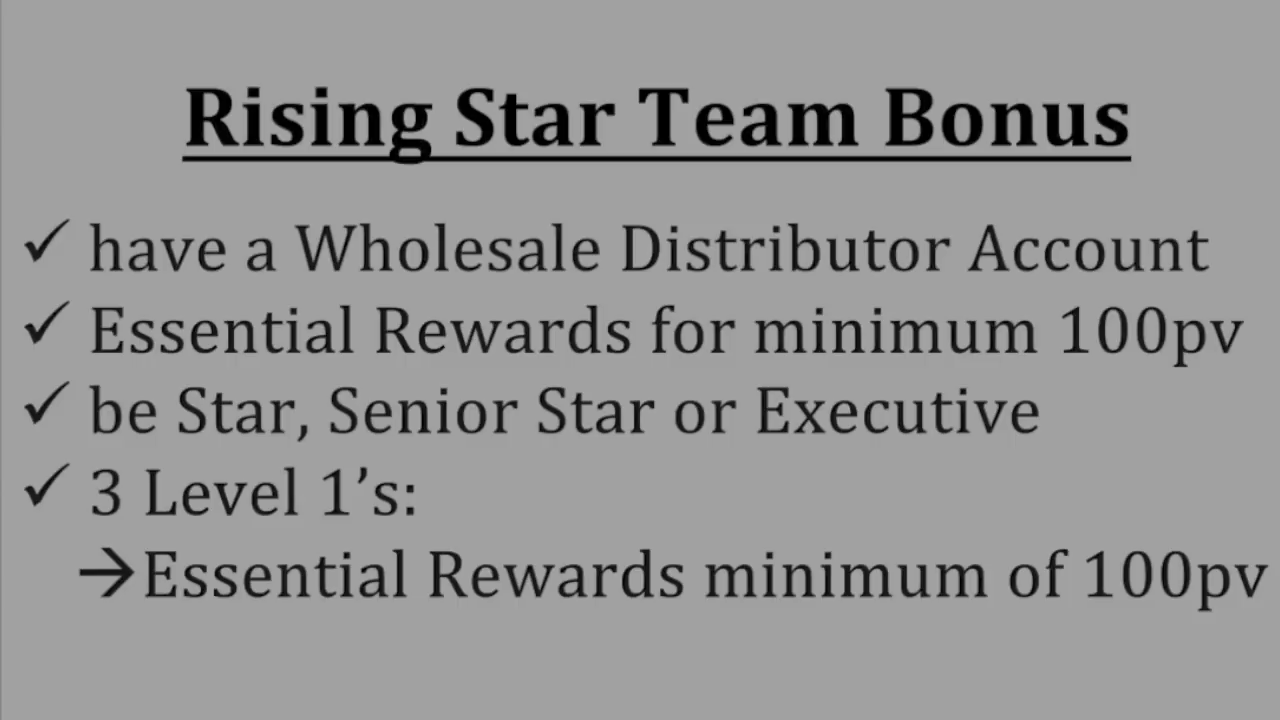 Rising Star Team Bonus
✓ have a Wholesale Distributor Account
✓ Essential Rewards for minimum 100pv
✓ be Star, Senior Star or Executive
✓ 3 Level 1’s:
→Essential Rewards minimum of 100pv